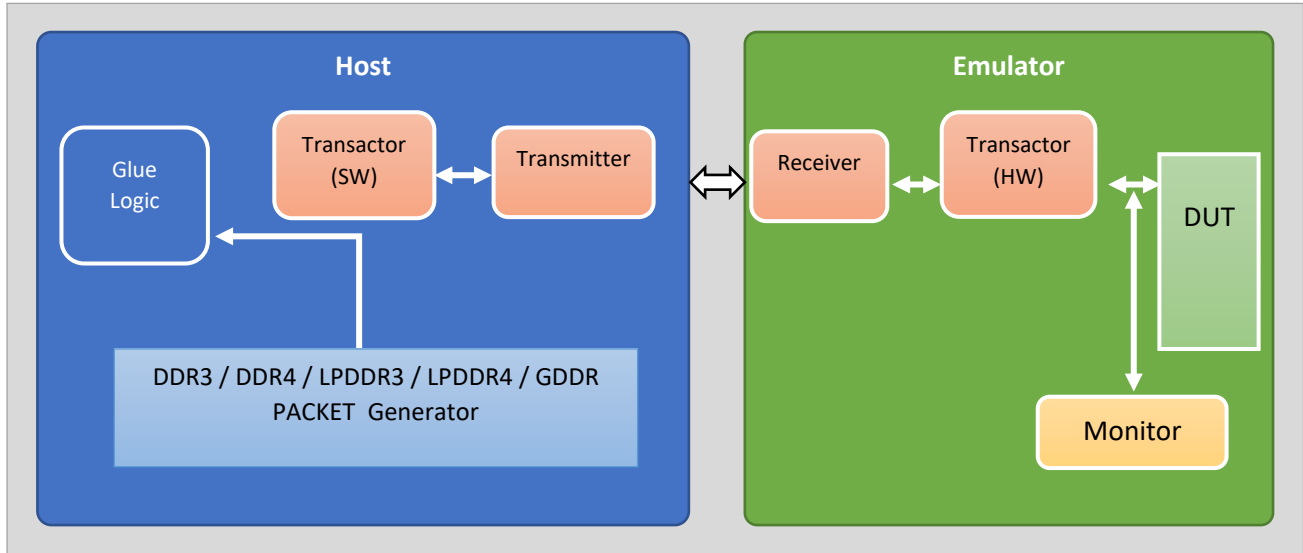 Host
Glue
Logic
Transactor
(SW)
Transmitter
DDR3 / DDR4 / LPDDR3 / LPDDR4 / GDDR
PACKET Generator
Emulator
Receiver
Transactor
(HW)
DUT
Monitor